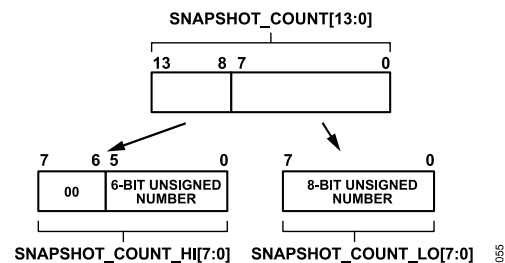 SNAPSHOT_COUNT[13:0]
13 8 7 0
7 6 5 0 7 0
00 6-BIT UNSIGNED NUMBER 8-BIT UNSIGNED NUMBER
SNAPSHOT_COUNT_HI[7:0] SNAPSHOT_COUNT_LO[7:0]
055